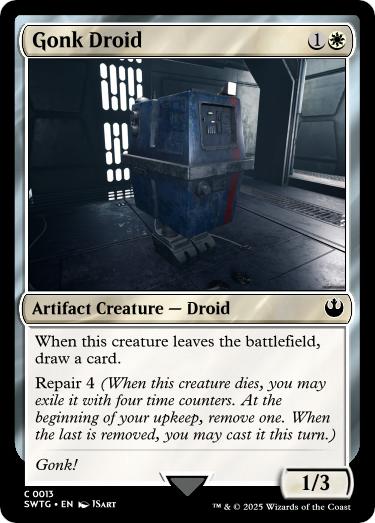 Gonk Droid 1
Artifact Creature — Droid
When this creature leaves the battlefield,
draw a card.
Repair 4 (When this creature dies, you may
exile it with four time counters. At the
beginning of your upkeep, remove one. When
the last is removed, you may cast it this turn.)
Gonk!
1/3
C 0013
SWTG • EN JSart
™ & © 2025 Wizards of the Coast